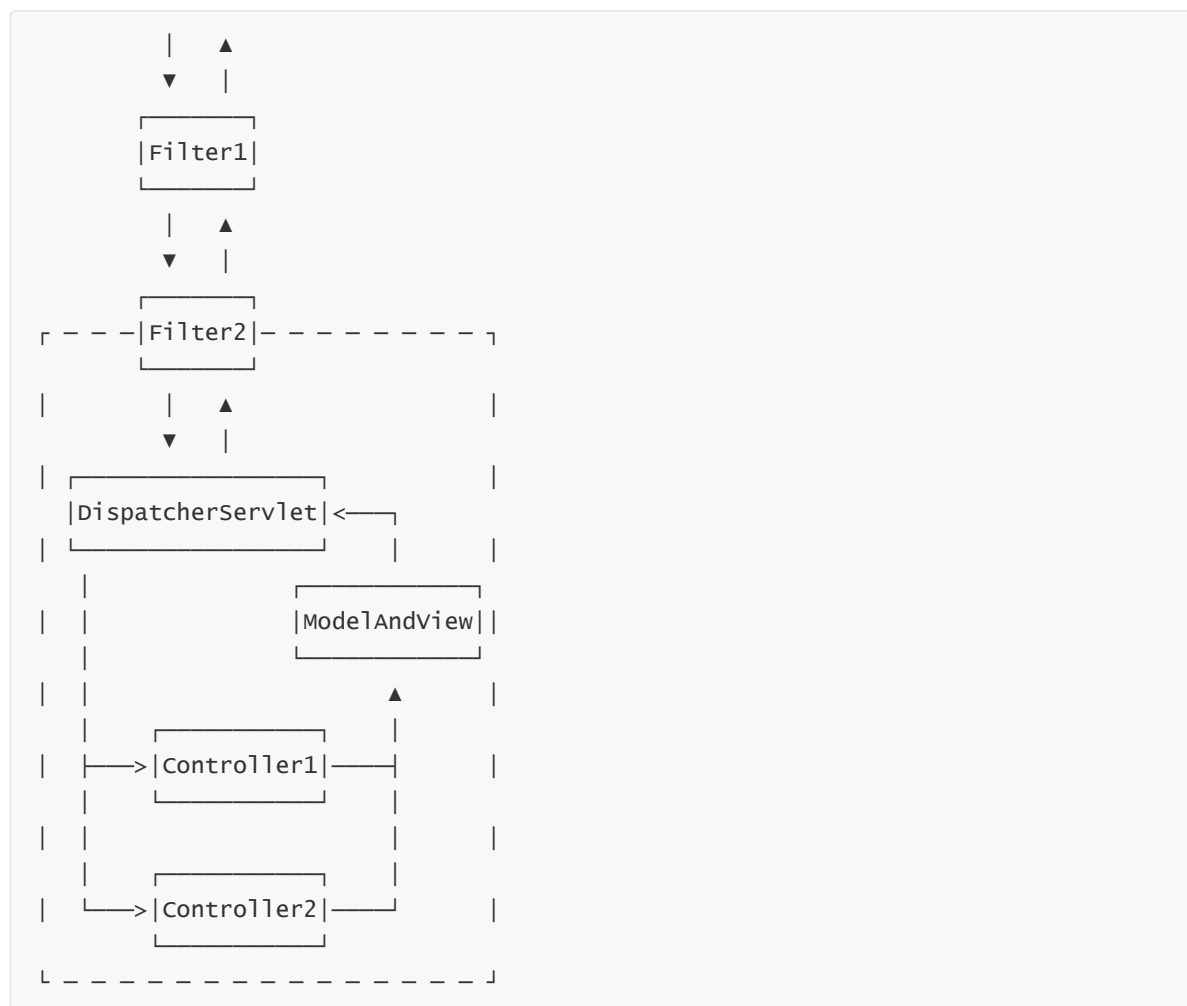 Filter1
Filter2
DispatcherServlet
ModelAndView
Controller1
Controller2